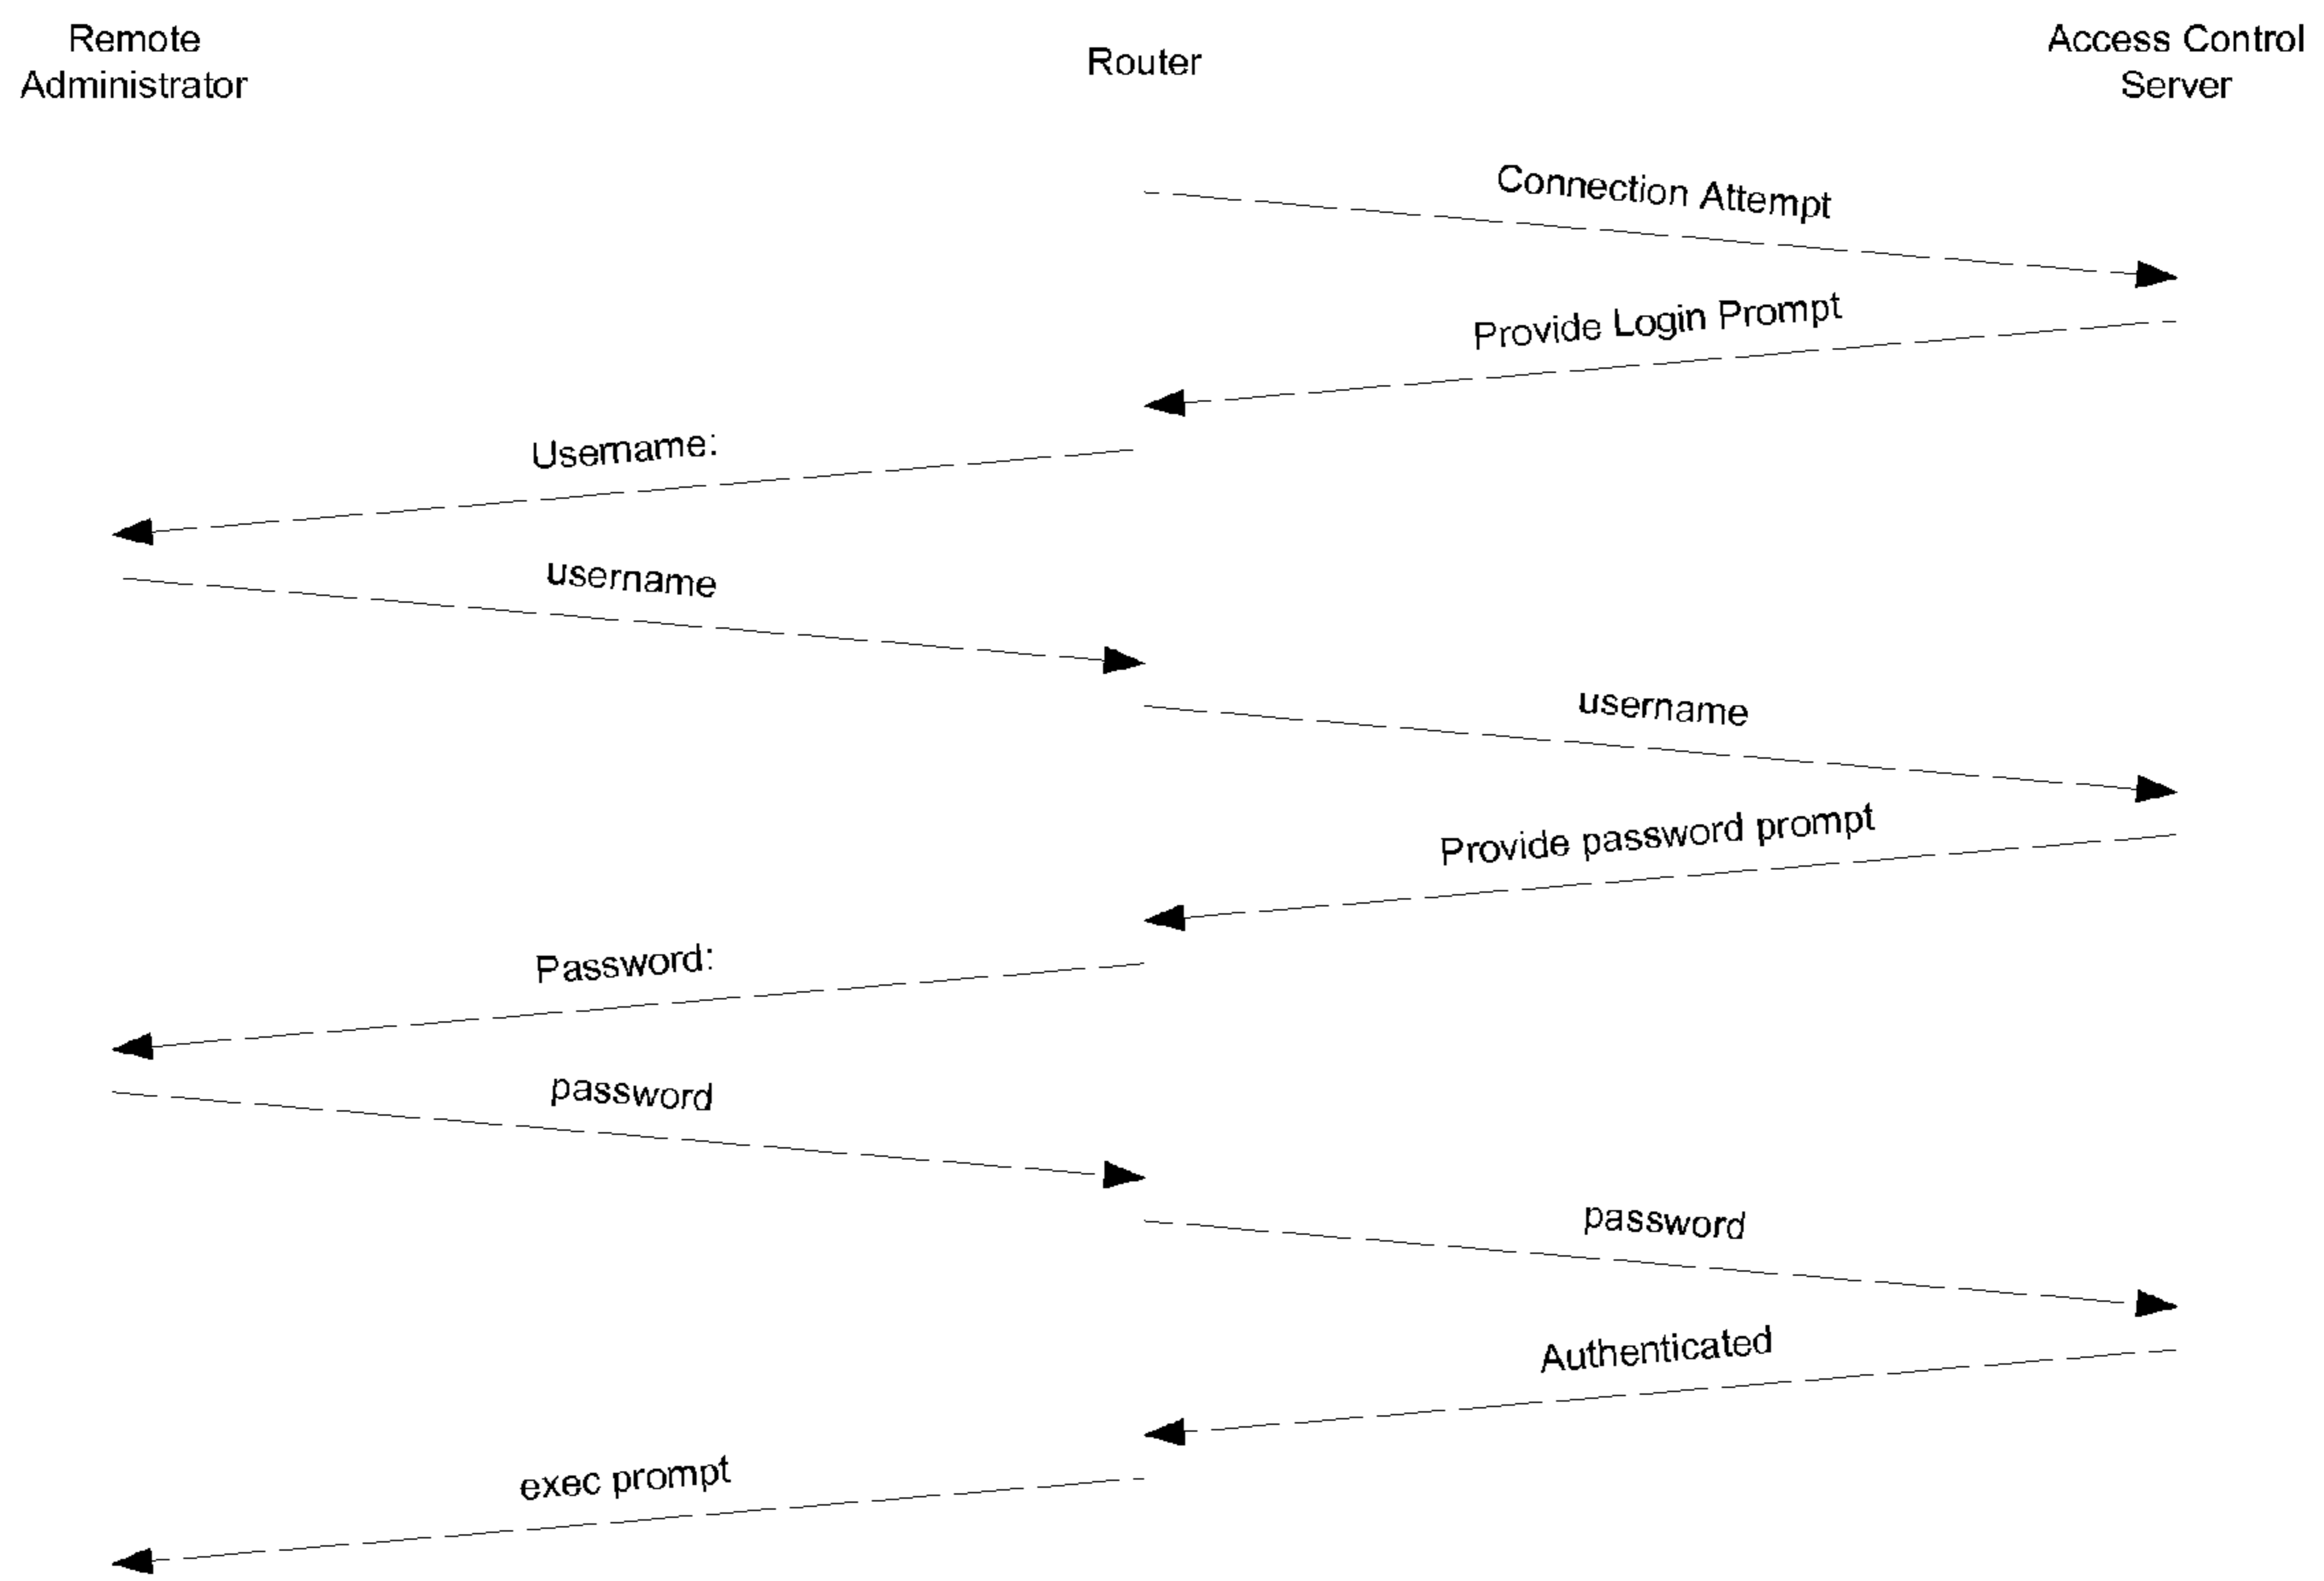 Remote
Administrator
Router
Access Control
Server
Connection Attempt
Provide Login Prompt
Username:
username
username
Provide password prompt
Password:
password
password
Authenticated
exec prompt